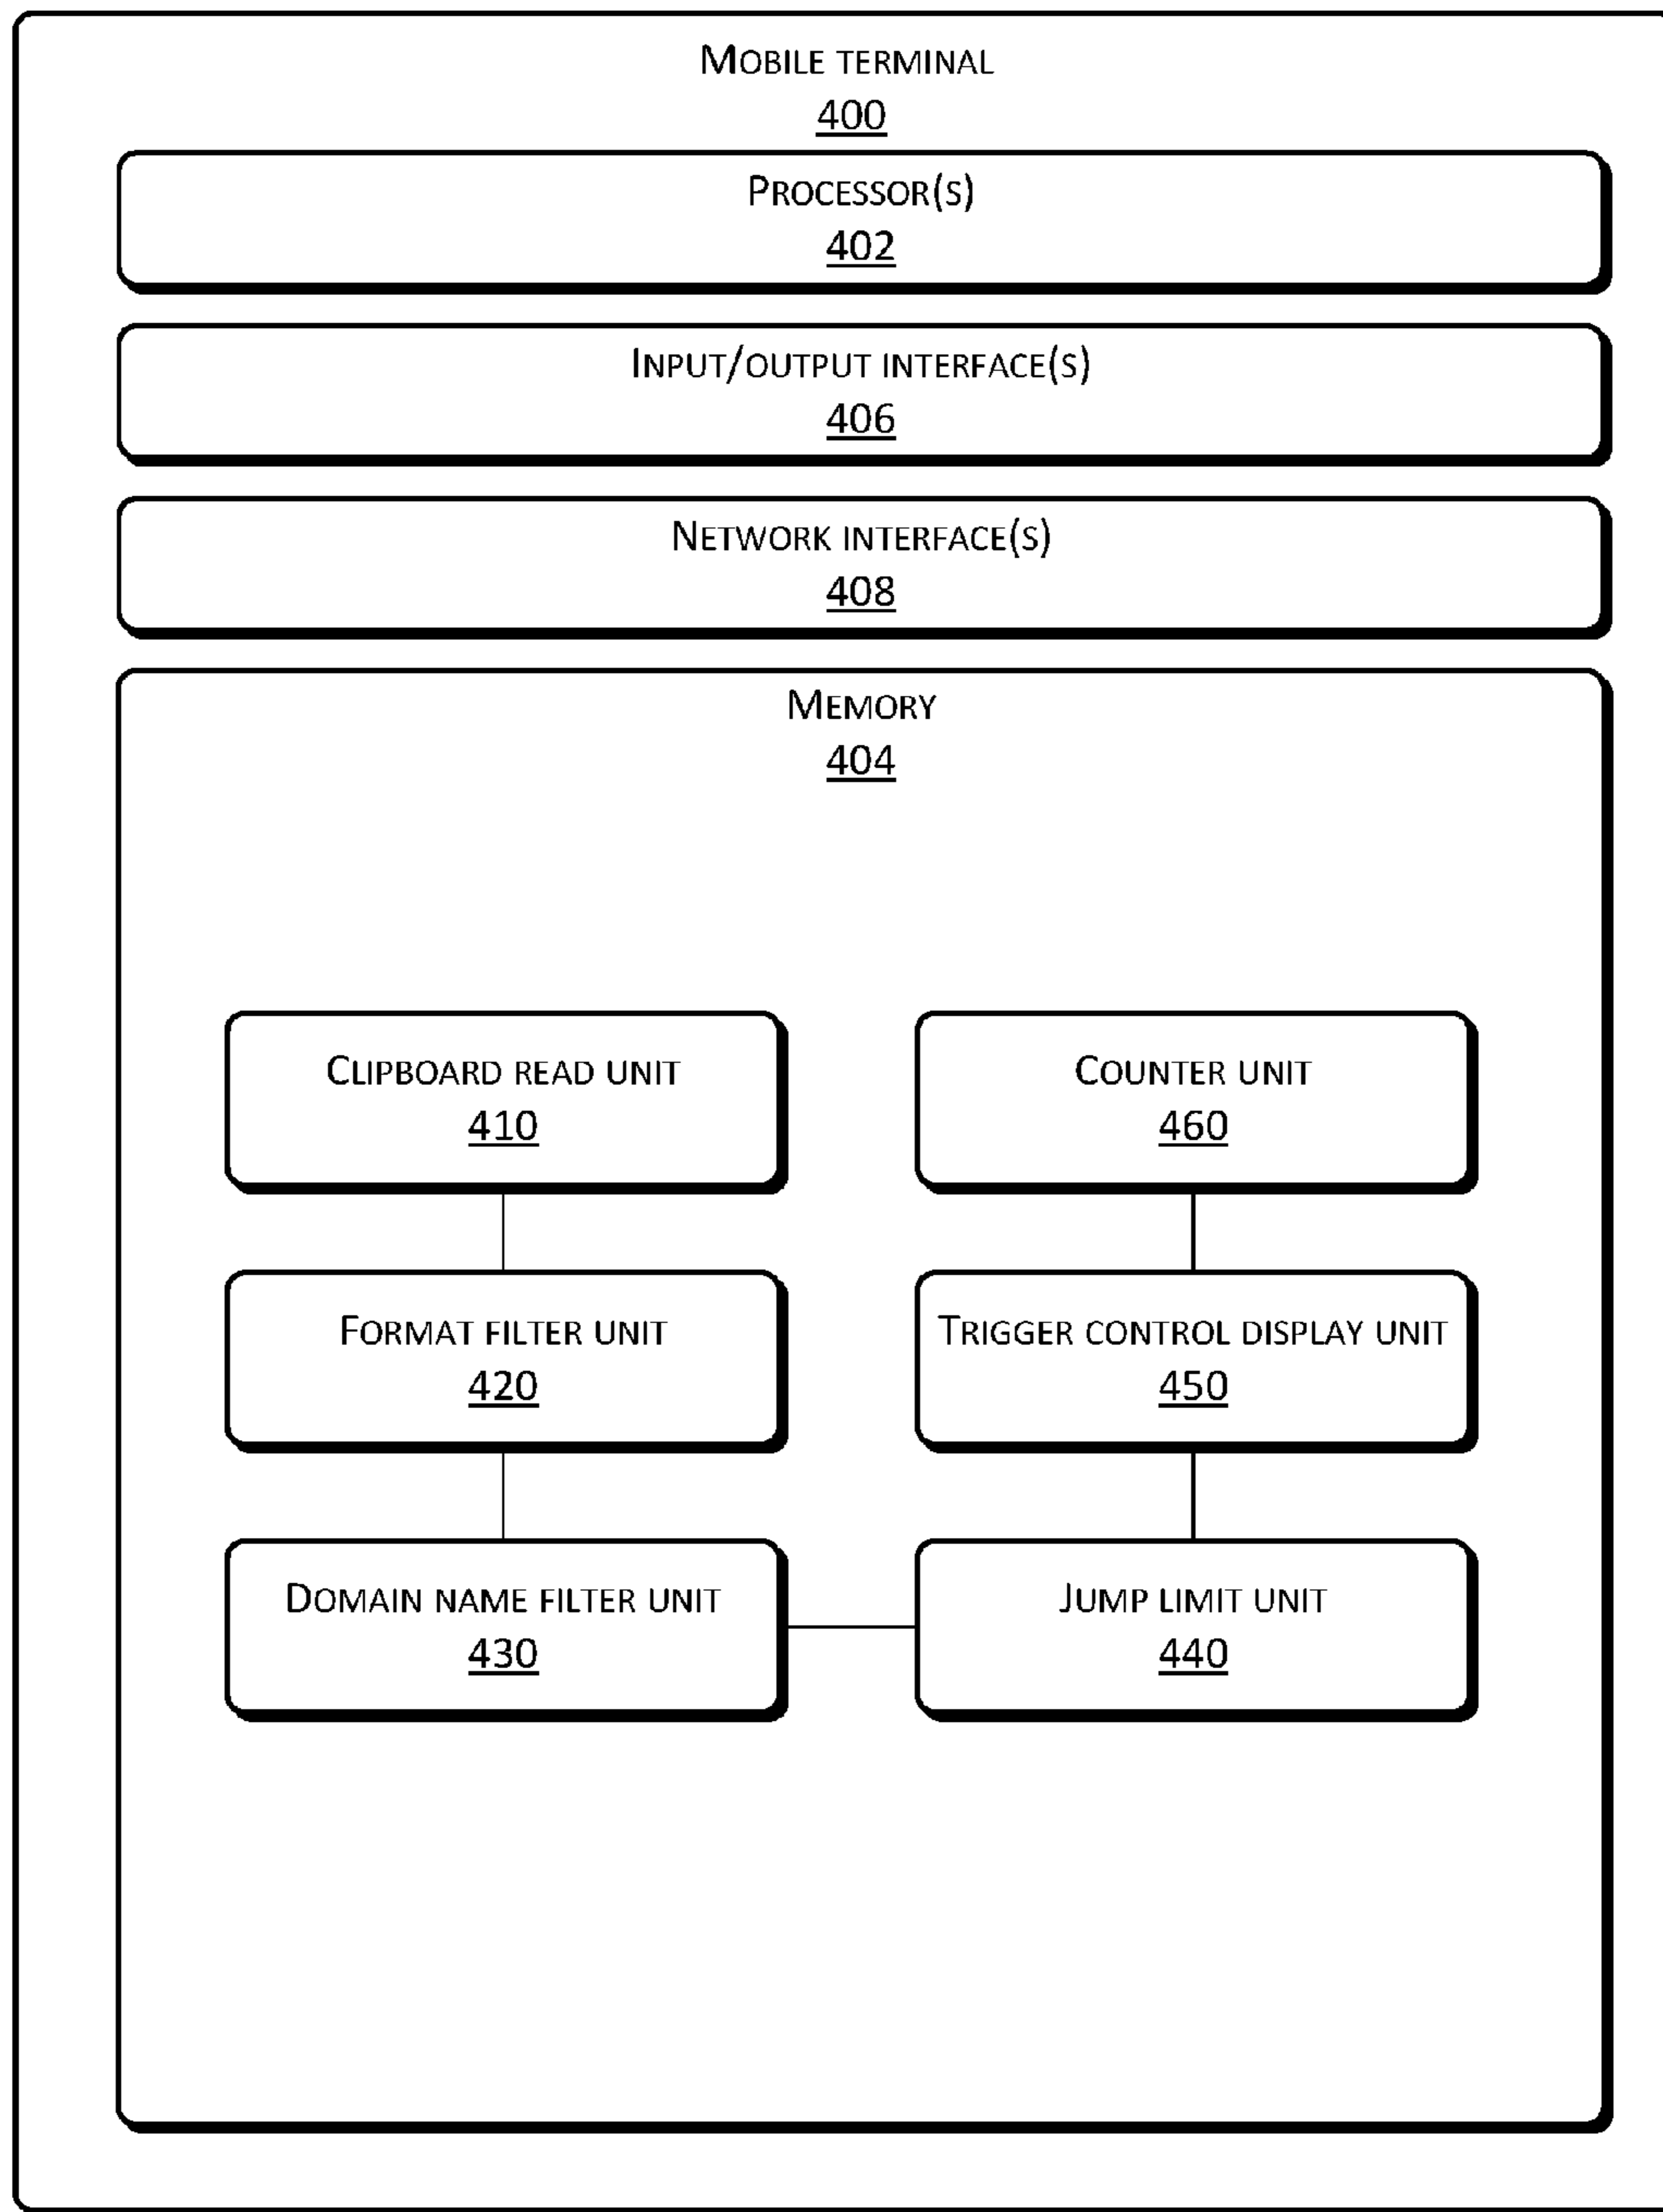 MOBILE TERMINAL
400
PROCESSOR(S)
402
INPUT/OUTPUT INTERFACE(S)
406
NETWORK INTERFACE(S)
408
MEMORY
404
CLIPBOARD READ UNIT
410
COUNTER UNIT
460
FORMAT FILTER UNIT
420
TRIGGER CONTROL DISPLAY UNIT
450
DOMAIN NAME FILTER UNIT
430
JUMP LIMIT UNIT
440